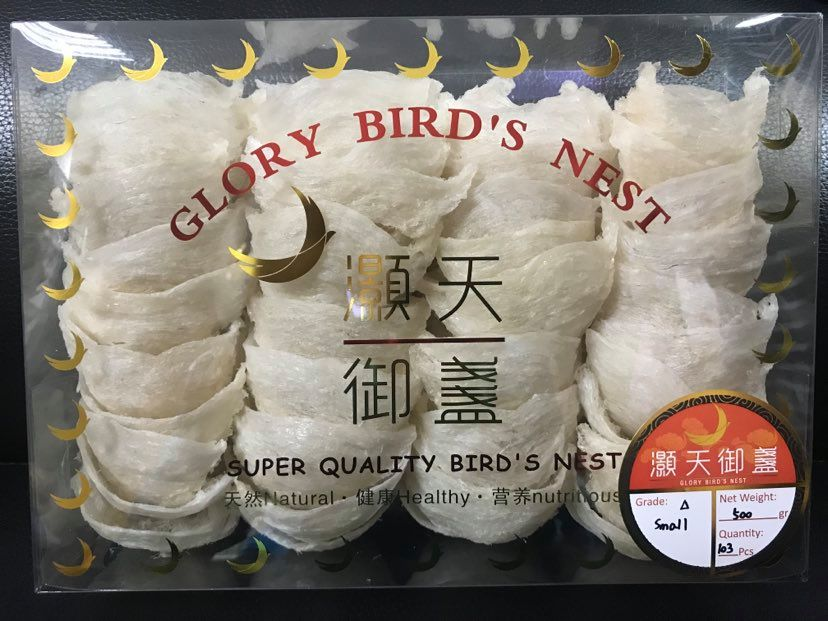 GLORY BIRD'S NEST
灝天
御盞
SUPER QUALITY BIRD'S NEST
天然Natural · 健康Healthy · 营养nutritious
灝天御盞
GLORY BIRD'S NEST
Grade: Δ
Small
Net Weight:
500 gr
Quantity:
103 Pcs